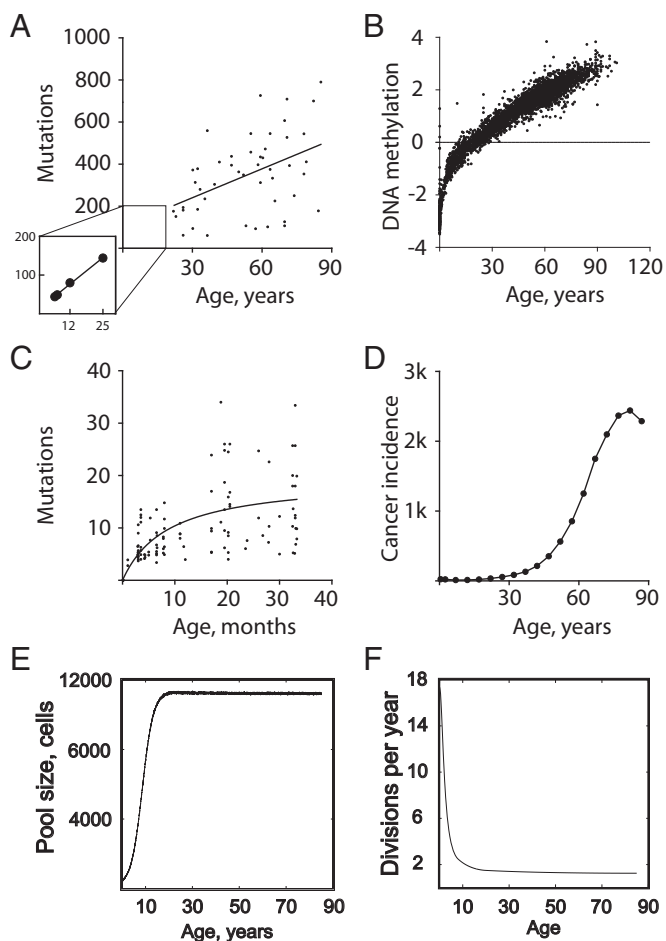 A
1000
800
600
400
200
Mutations
200
100
12
25
30
60
90
Age, years
B
4
2
0
-2
-4
DNA methylation
30
60
90
120
Age, years
C
40
30
20
10
Mutations
10
20
30
40
Age, months
D
3k
2k
1k
Cancer incidence
30
60
90
Age, years
E
12000
6000
4000
Pool size, cells
10
30
50
70
90
Age, years
F
18
14
10
6
2
Divisions per year
10
30
50
70
90
Age